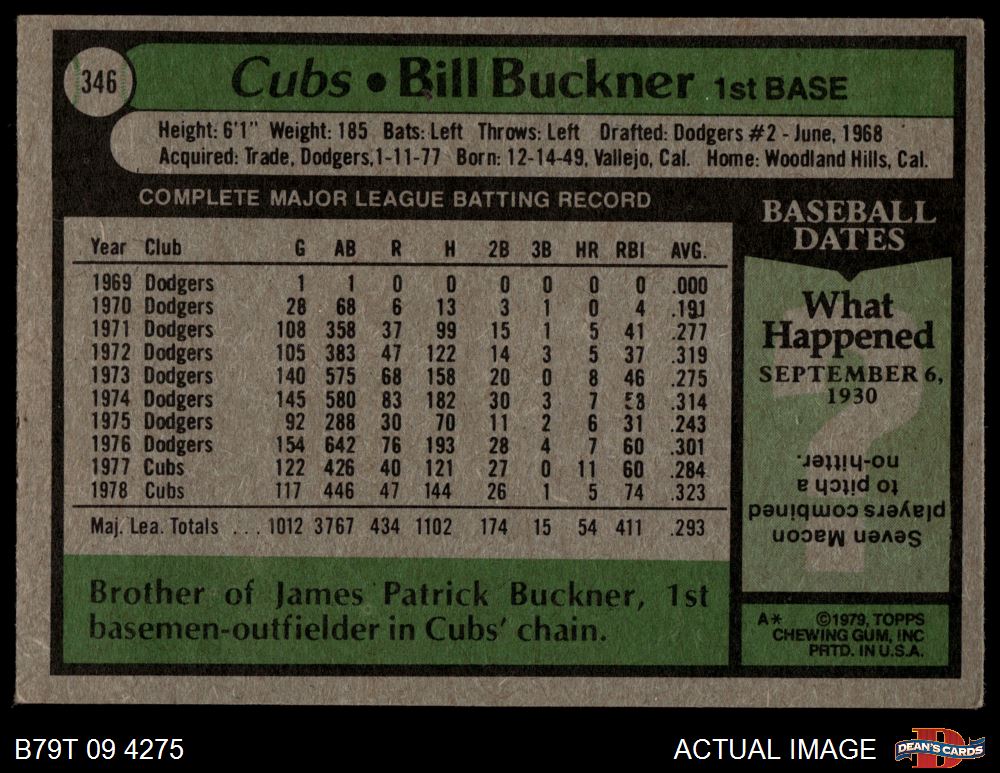 346
Cubs • Bill Buckner 1st BASE
Height: 6'1" Weight: 185 Bats: Left Throws: Left Drafted: Dodgers #2 - June, 1968
Acquired: Trade, Dodgers,1-11-77 Born: 12-14-49, Vallejo, Cal. Home: Woodland Hills, Cal.
COMPLETE MAJOR LEAGUE BATTING RECORD
Year Club G AB R H 2B 3B HR RBI AVG.
1969 Dodgers 1 1 0 0 0 0 0 0 .000
1970 Dodgers 28 68 6 13 3 1 0 4 .191
1971 Dodgers 108 358 37 99 15 1 5 41 .277
1972 Dodgers 105 383 47 122 14 3 5 37 .319
1973 Dodgers 140 575 68 158 20 0 8 46 .275
1974 Dodgers 145 580 83 182 30 3 7 58 .314
1975 Dodgers 92 288 30 70 11 2 6 31 .243
1976 Dodgers 154 642 76 193 28 4 7 60 .301
1977 Cubs 122 426 40 121 27 0 11 60 .284
1978 Cubs 117 446 47 144 26 1 5 74 .323
Maj. Lea. Totals ... 1012 3767 434 1102 174 15 54 411 .293
Brother of James Patrick Buckner, 1st
basemen-outfielder in Cubs' chain.
BASEBALL
DATES
What
Happened
SEPTEMBER 6,
1930
Seven Macon
players combined
to pitch a
no-hitter.
A* ©1979, TOPPS
CHEWING GUM, INC
PRTD. IN U.S.A.
B79T 09 4275
ACTUAL IMAGE
DEAN'S CARDS